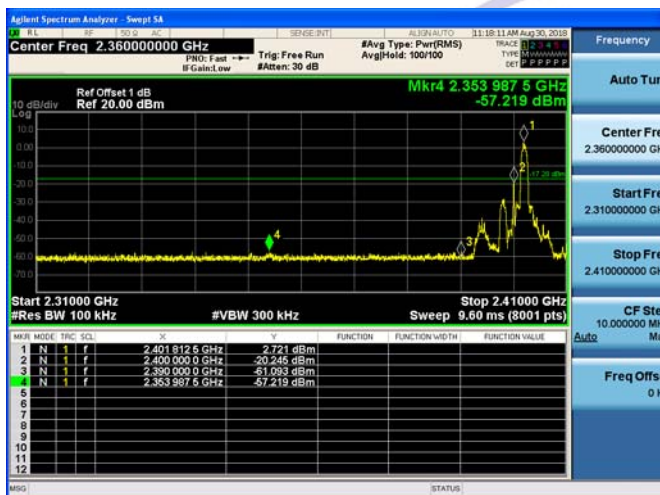 Agilent Spectrum Analyzer - Swept SA
RL RF 50 Ω AC SENSE:INT ALIGN AUTO 11:18:11 AM Aug 30, 2018
Center Freq 2.360000000 GHz
PNO: Fast Trig: Free Run
IFGain:Low #Atten: 30 dB
#Avg Type: Pwr(RMS)
Avg|Hold: 100/100
TRACE 1 2 3 4 5 6
TYPE
DET P P P P P P
Frequency
Mkr4 2.353 987 5 GHz
-57.219 dBm
Ref Offset 1 dB
10 dB/div Ref 20.00 dBm
Log
10.0
0.00
-10.0
-20.0
-30.0
-40.0
-50.0
-60.0
-70.0
1
2
3
4
-17.28 dBm
Start 2.31000 GHz Stop 2.41000 GHz
#Res BW 100 kHz #VBW 300 kHz Sweep 9.60 ms (8001 pts)
MKR MODE TRC SCL X Y FUNCTION FUNCTION WIDTH FUNCTION VALUE
1 N 1 f 2.401 812 5 GHz 2.721 dBm
2 N 1 f 2.400 000 0 GHz -20.245 dBm
3 N 1 f 2.390 000 0 GHz -61.093 dBm
4 N 1 f 2.353 987 5 GHz -57.219 dBm
5
6
7
8
9
10
11
12
MSG STATUS
Auto Tun
Center Fre
2.360000000 GH
Start Fre
2.310000000 GH
Stop Fre
2.410000000 GH
CF Ste
10.000000 MH
Auto Ma
Freq Offs
0 H